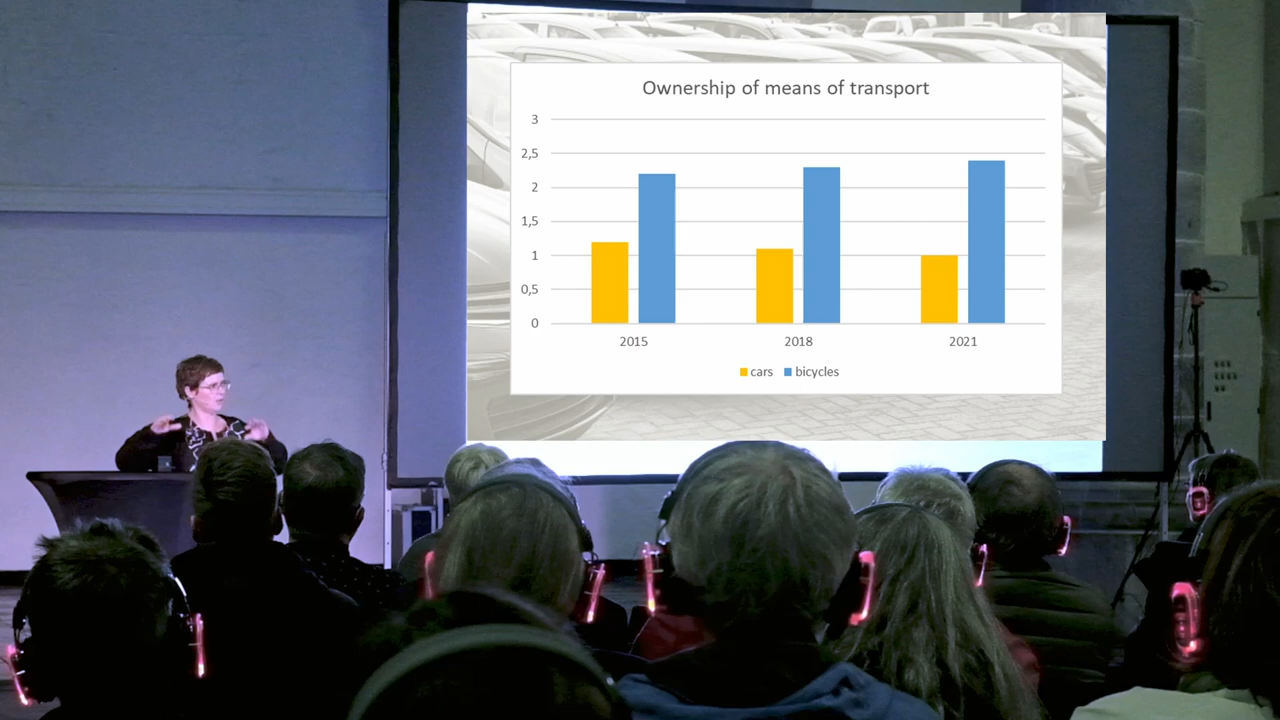 Ownership of means of transport
3
2,5
2
1,5
1
0,5
0
2015 2018 2021
cars bicycles